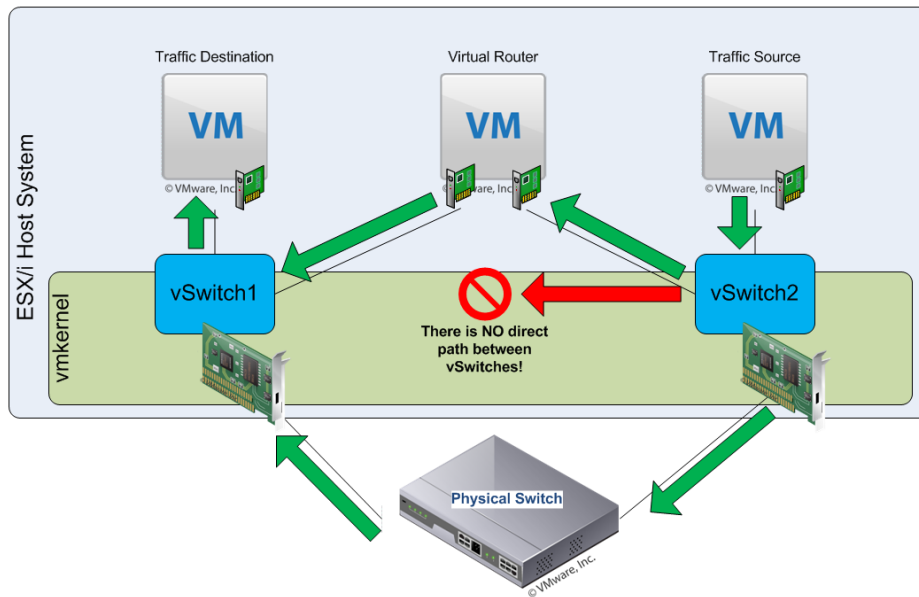 Traffic Destination
Virtual Router
Traffic Source
VM
VM
VM
© VMware, Inc.
VMware, Inc.
© VMware, Inc.
ESX/i Host System
vmkernel
vSwitch1
vSwitch2
There is NO direct
path between
vSwitches!
Physical Switch
© VMware, Inc.